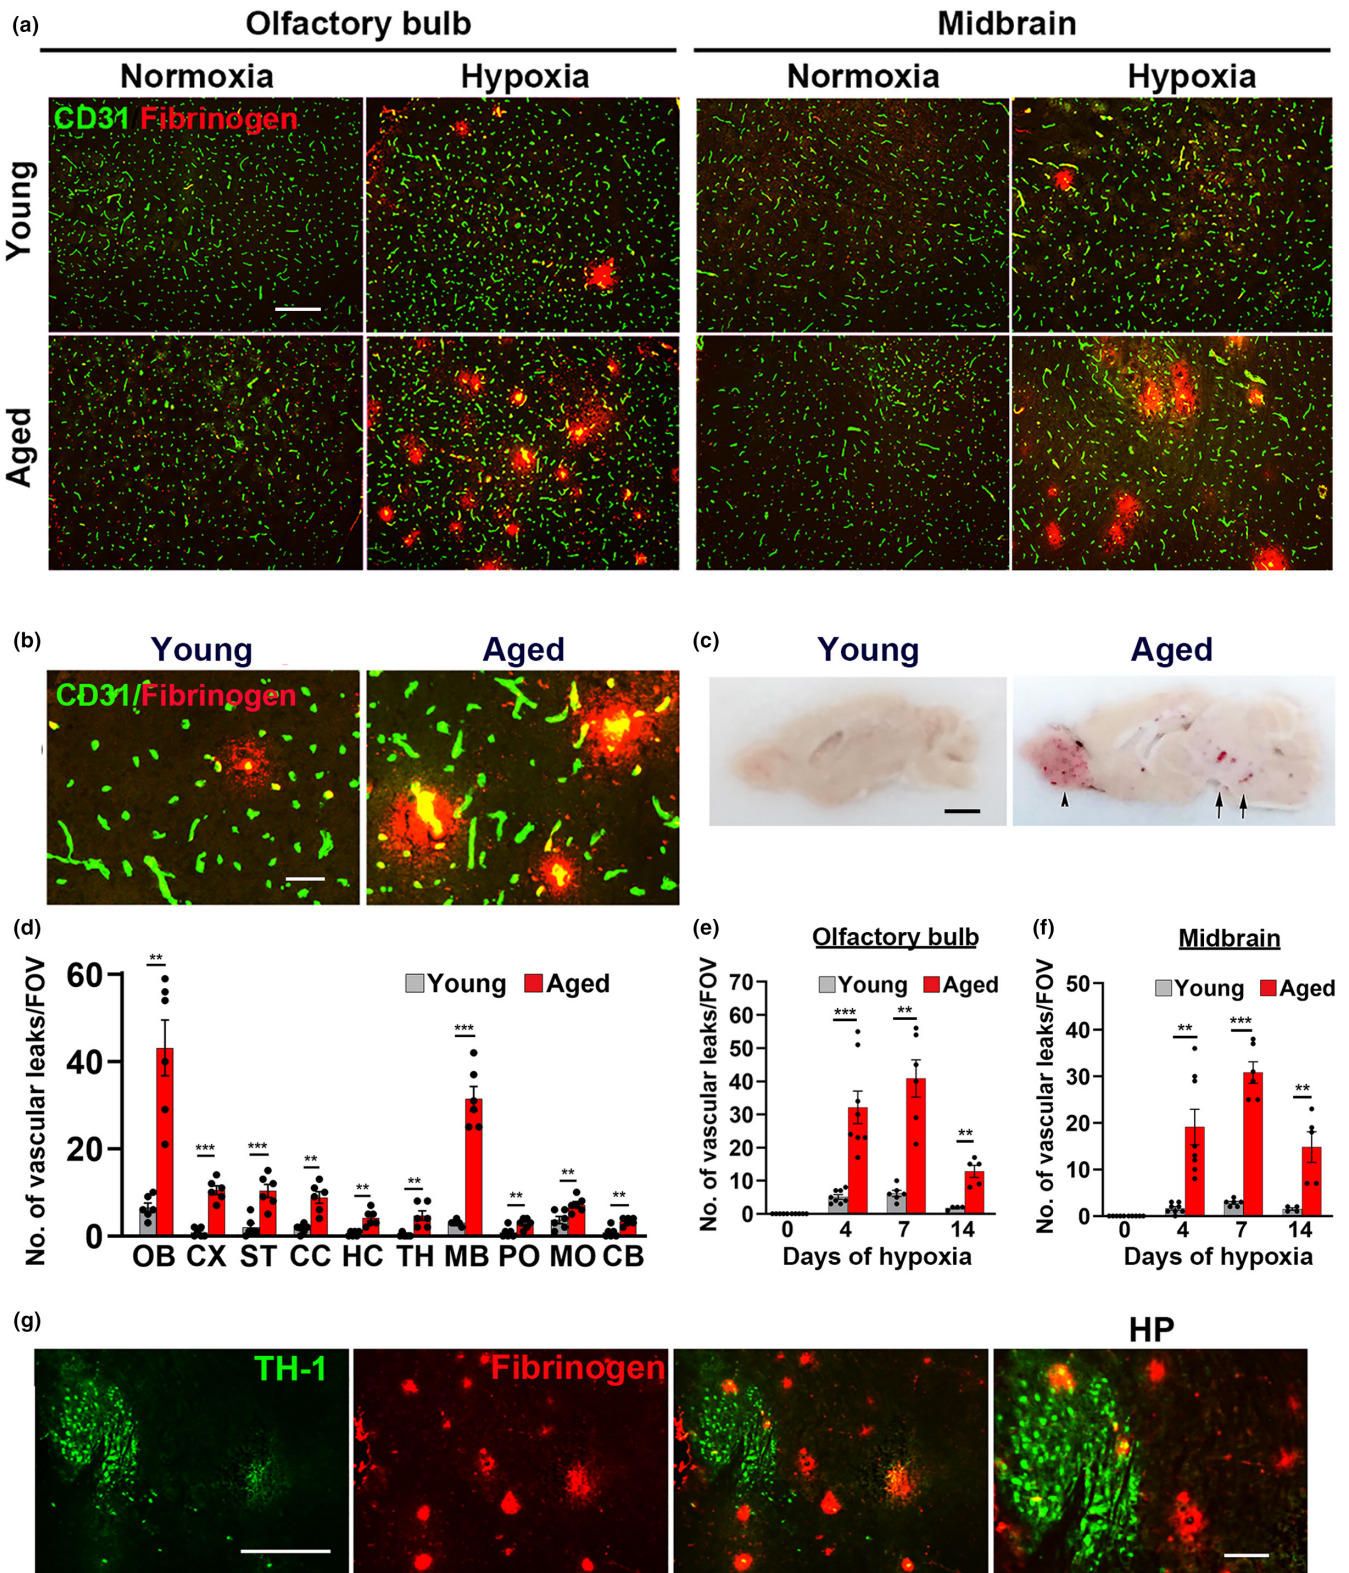 (a)
Olfactory bulb
Midbrain
Normoxia
Hypoxia
Normoxia
Hypoxia
CD31 Fibrinogen
Young
Aged
(b)
Young
Aged
CD31/Fibrinogen
(c)
Young
Aged
(d)
No. of vascular leaks/FOV
60
40
20
0
Young
Aged
**
***
***
**
**
**
***
**
**
**
OB CX ST CC HC TH MB PO MO CB
(e)
Olfactory bulb
No. of vascular leaks/FOV
70
60
50
40
30
20
10
0
Young
Aged
***
**
**
0 4 7 14
Days of hypoxia
(f)
Midbrain
No. of vascular leaks/FOV
50
40
30
20
10
0
Young
Aged
**
***
**
0 4 7 14
Days of hypoxia
(g)
TH-1
Fibrinogen
HP